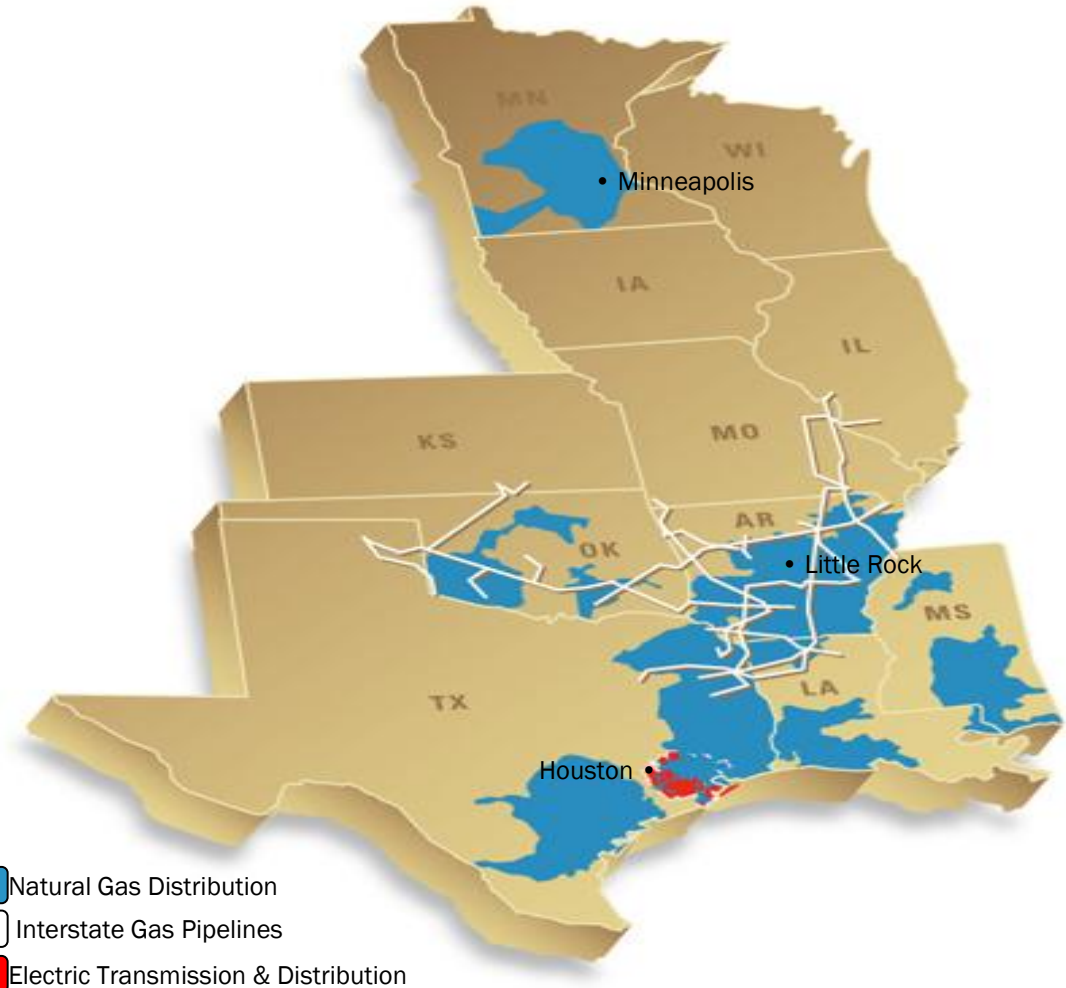 MN
WI
• Minneapolis
IA
IL
KS
MO
AR
OK
• Little Rock
MS
TX
LA
Houston •
Natural Gas Distribution
Interstate Gas Pipelines
Electric Transmission & Distribution